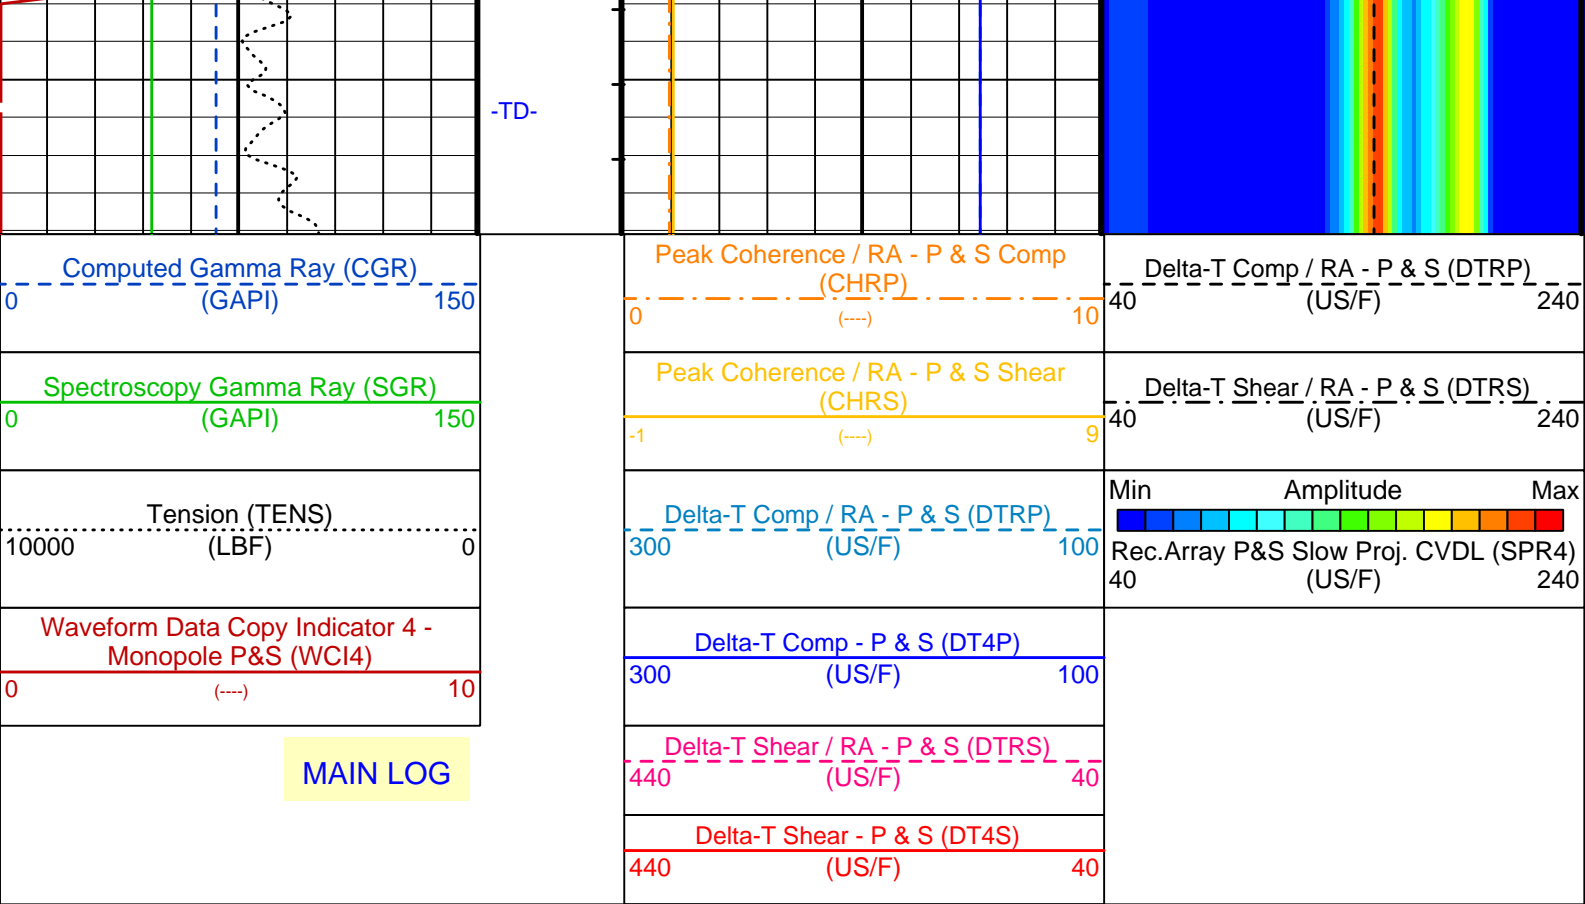 -TD-
Computed Gamma Ray (CGR)
0 (GAPI) 150
Spectroscopy Gamma Ray (SGR)
0 (GAPI) 150
Tension (TENS)
10000 (LBF) 0
Waveform Data Copy Indicator 4 -
Monopole P&S (WCI4)
0 (----) 10
MAIN LOG
Peak Coherence / RA - P & S Comp
(CHRP)
0 (----) 10
Peak Coherence / RA - P & S Shear
(CHRS)
-1 (----) 9
Delta-T Comp / RA - P & S (DTRP)
300 (US/F) 100
Delta-T Comp - P & S (DT4P)
300 (US/F) 100
Delta-T Shear / RA - P & S (DTRS)
440 (US/F) 40
Delta-T Shear - P & S (DT4S)
440 (US/F) 40
Delta-T Comp / RA - P & S (DTRP)
40 (US/F) 240
Delta-T Shear / RA - P & S (DTRS)
40 (US/F) 240
Min Amplitude Max
Rec.Array P&S Slow Proj. CVDL (SPR4)
40 (US/F) 240